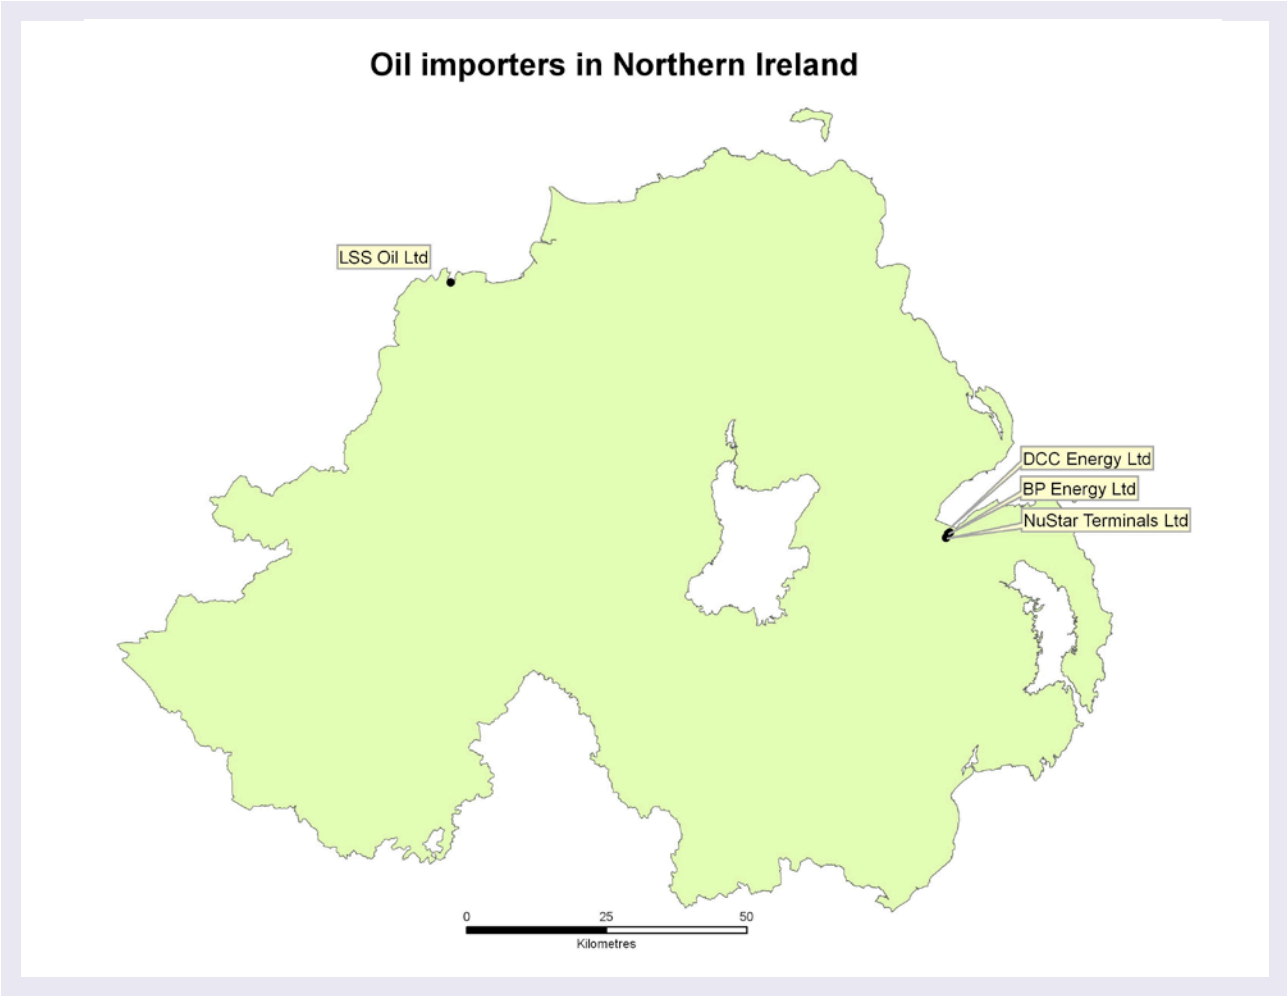 Oil importers in Northern Ireland
LSS Oil Ltd
DCC Energy Ltd
BP Energy Ltd
NuStar Terminals Ltd
0 25 50
Kilometres